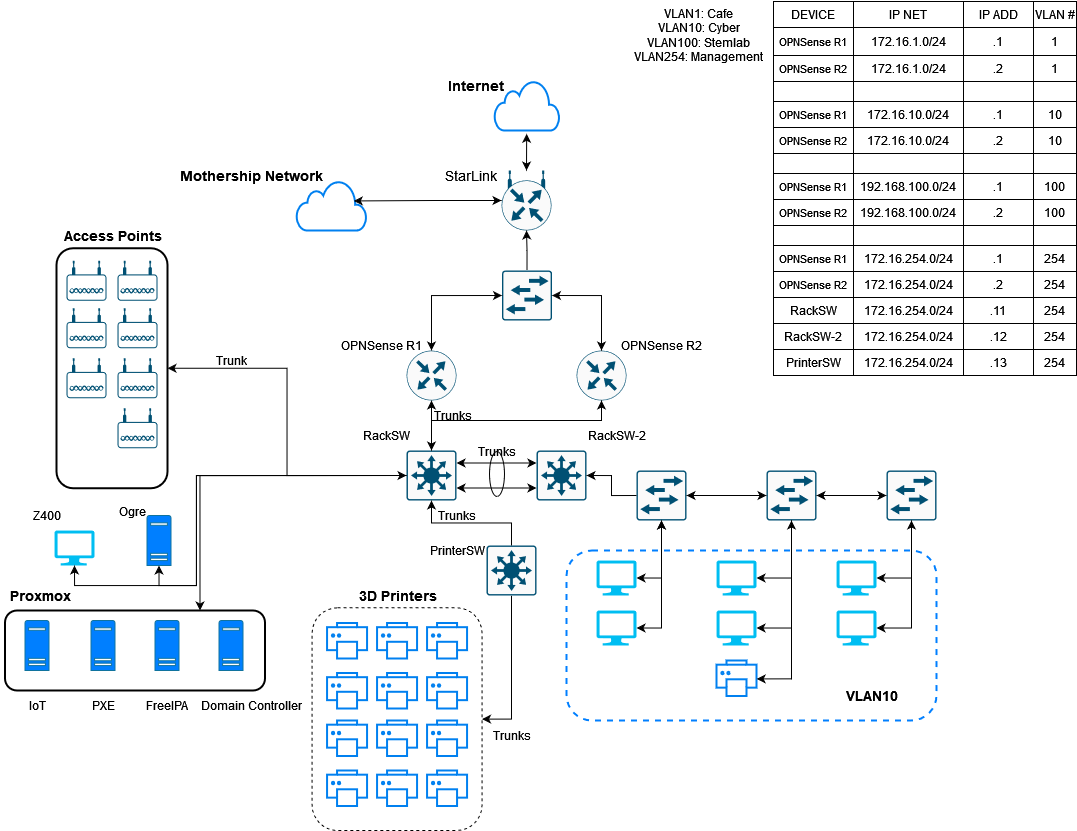 VLAN1: Cafe
VLAN10: Cyber
VLAN100: Stemlab
VLAN254: Management
DEVICE IP NET IP ADD VLAN #
OPNSense R1 172.16.1.0/24 .1 1
OPNSense R2 172.16.1.0/24 .2 1
OPNSense R1 172.16.10.0/24 .1 10
OPNSense R2 172.16.10.0/24 .2 10
OPNSense R1 192.168.100.0/24 .1 100
OPNSense R2 192.168.100.0/24 .2 100
OPNSense R1 172.16.254.0/24 .1 254
OPNSense R2 172.16.254.0/24 .2 254
RackSW 172.16.254.0/24 .11 254
RackSW-2 172.16.254.0/24 .12 254
PrinterSW 172.16.254.0/24 .13 254
Internet
Mothership Network
StarLink
Access Points
OPNSense R1
OPNSense R2
Trunk
Trunks
RackSW
RackSW-2
Trunks
Z400
Ogre
Trunks
PrinterSW
Proxmox
3D Printers
IoT
PXE
FreeIPA
Domain Controller
VLAN10
Trunks